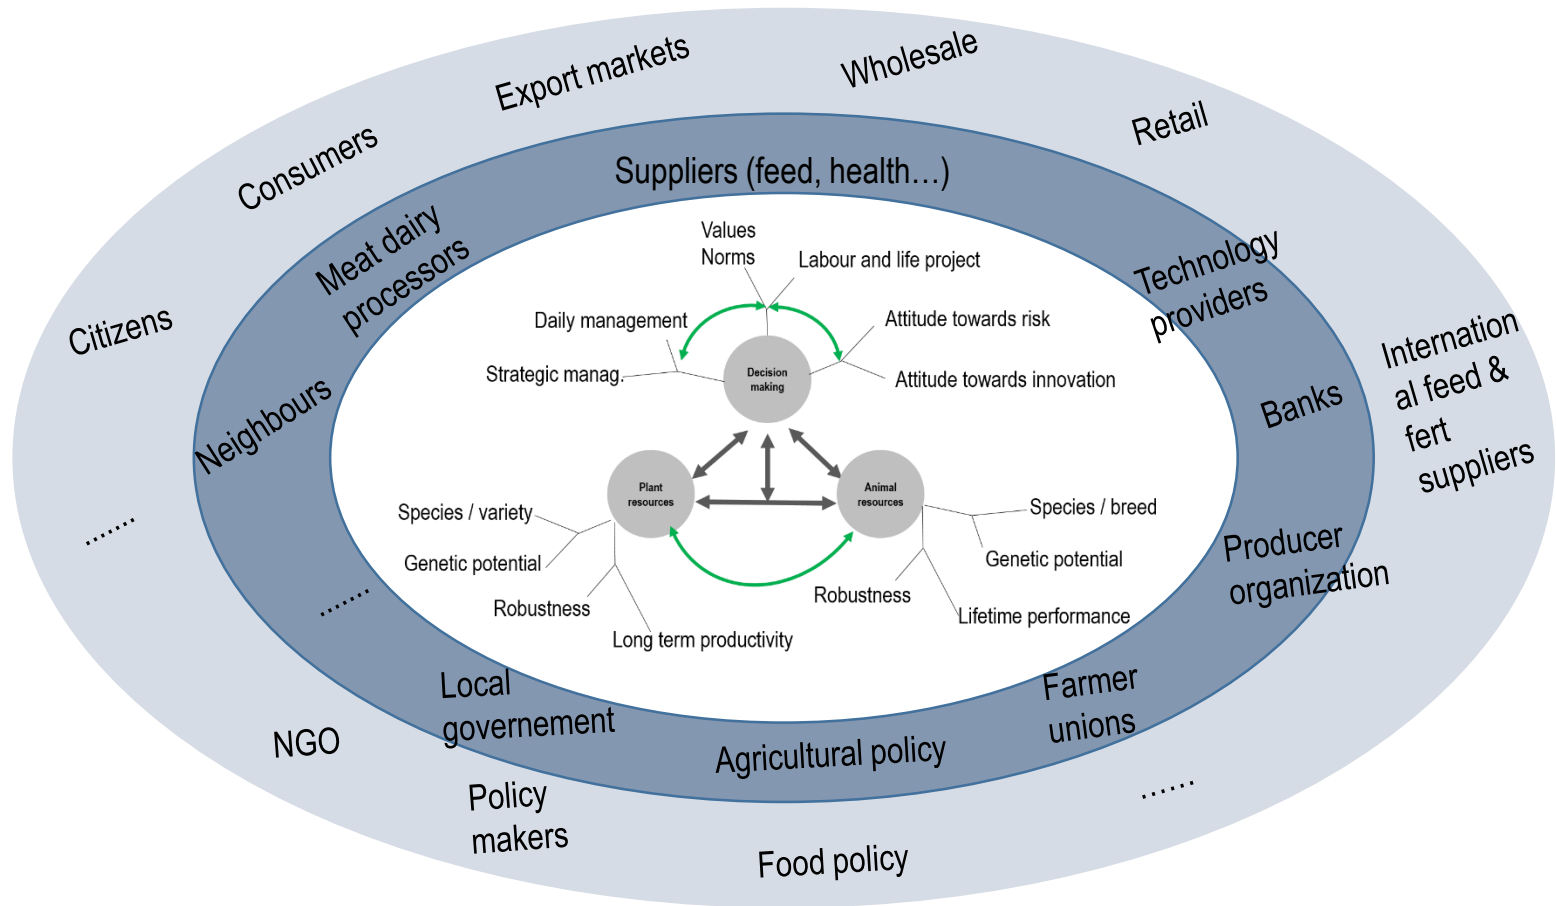 Export markets
Wholesale
Retail
Consumers
Suppliers (feed, health…)
Meat dairy
processors
Technology
providers
Citizens
Internation
al feed &
fert
suppliers
Neighbours
Banks
Values
Norms
Labour and life project
Daily management
Attitude towards risk
Strategic manag.
Attitude towards innovation
Decision
making
Plant
resources
Animal
resources
Species / variety
Genetic potential
Robustness
Long term productivity
Species / breed
Genetic potential
Robustness
Lifetime performance
.......
.......
Producer
organization
Local
governement
Farmer
unions
Agricultural policy
NGO
Policy
makers
Food policy
……